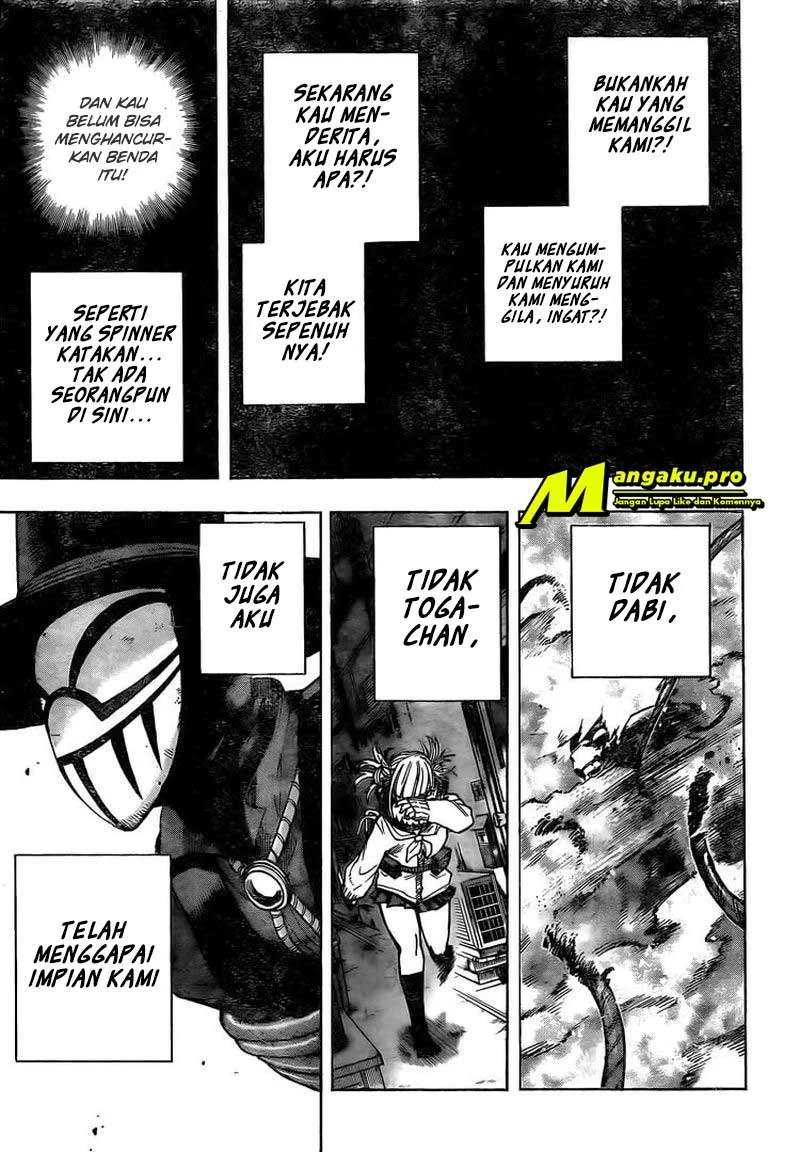 BUKANKAH
KAU YANG
MEMANGGIL
KAMI?!
KAU MENGUM-
PULKAN KAMI
DAN MENYURUH
KAMI MENG-
GILA, INGAT?!
SEKARANG
KAU MEN-
DERITA,
AKU HARUS
APA?!
KITA
TERJEBAK
SEPENUH
NYA!
DAN KAU
BELUM BISA
MENGHANCUR-
KAN BENDA
ITU!
SEPERTI
YANG SPINNER
KATAKAN...
TAK ADA
SEORANGPUN
DI SINI...
Mangaku.pro
Jangan Lupa Like dan Komennya
TIDAK
DABI,
TIDAK
TOGA-
CHAN,
TIDAK
JUGA
AKU
TELAH
MENGGAPAI
IMPIAN KAMI